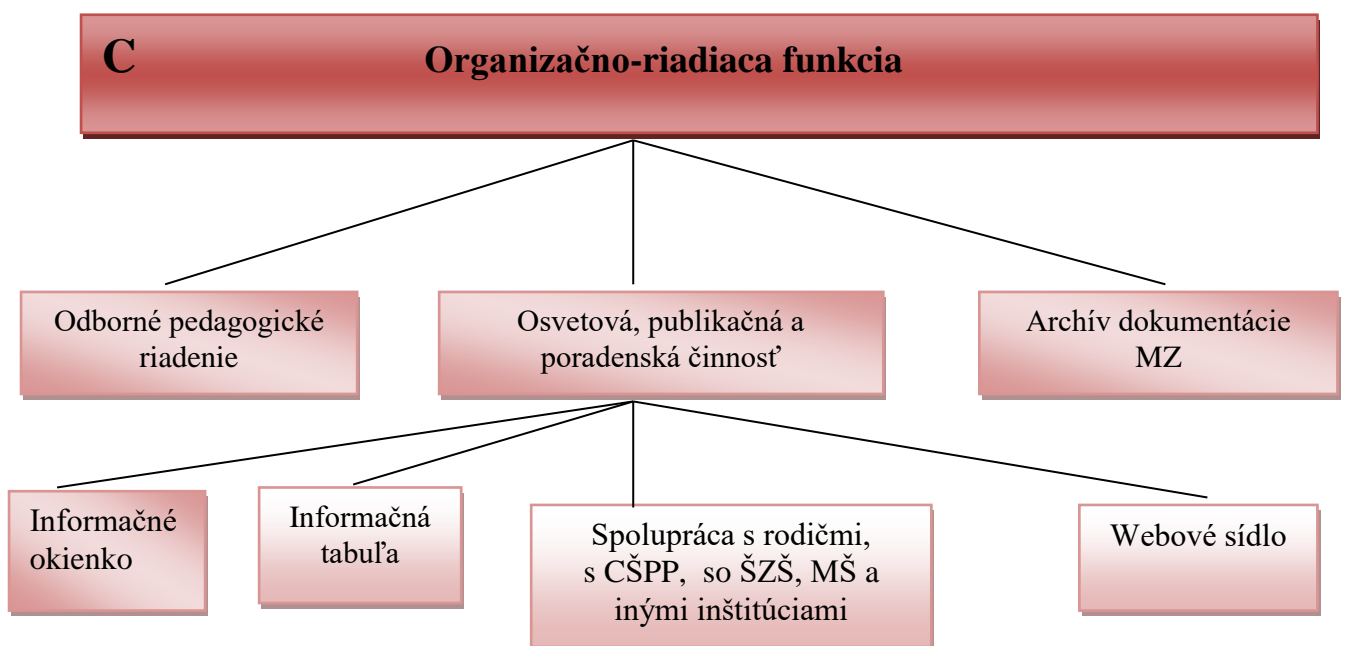 C Organizačno-riadiaca funkcia
Odborné pedagogické
riadenie
Osvetová, publikačná a
poradenská činnosť
Archív dokumentácie
MZ
Informačné
okienko
Informačná
tabuľa
Spolupráca s rodičmi,
s CŠPP, so ŠZŠ, MŠ a
inými inštitúciami
Webové sídlo